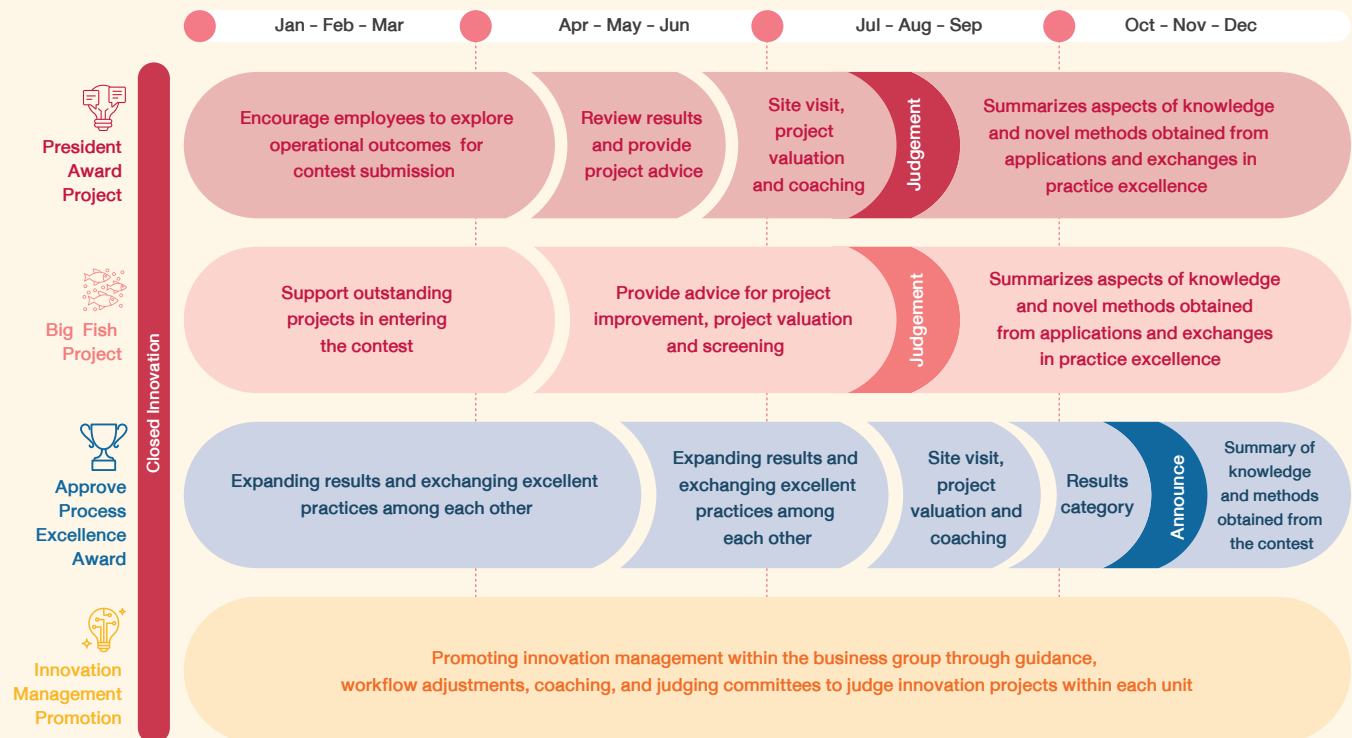 Jan - Feb - Mar
Apr - May - Jun
Jul - Aug - Sep
Oct - Nov - Dec
Closed Innovation
President
Award
Project
Encourage employees to explore
operational outcomes for
contest submission
Review results
and provide
project advice
Site visit,
project
valuation
and coaching
Judgement
Summarizes aspects of knowledge
and novel methods obtained from
applications and exchanges in
practice excellence
Big Fish
Project
Support outstanding
projects in entering
the contest
Provide advice for project
improvement, project valuation
and screening
Judgement
Summarizes aspects of knowledge
and novel methods obtained
from applications and exchanges
in practice excellence
Approve
Process
Excellence
Award
Expanding results and exchanging excellent
practices among each other
Expanding results and
exchanging excellent
practices among
each other
Site visit,
project
valuation and
coaching
Results
category
Announce
Summary of
knowledge
and methods
obtained from
the contest
Innovation
Management
Promotion
Promoting innovation management within the business group through guidance,
workflow adjustments, coaching, and judging committees to judge innovation projects within each unit